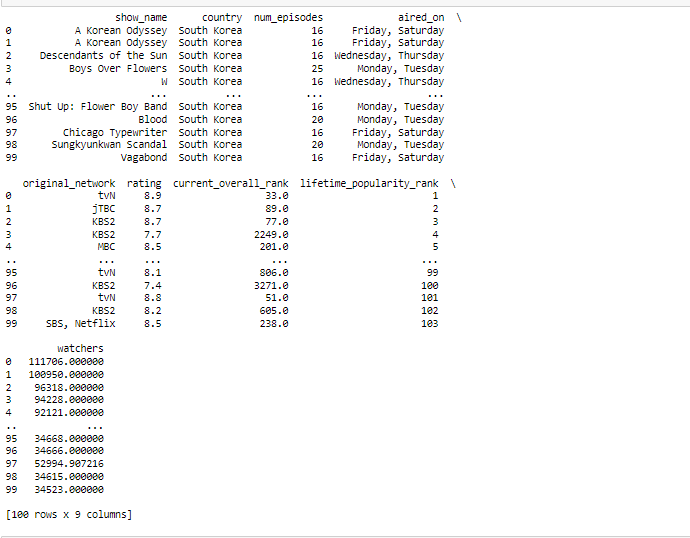 show_name country num_episodes aired_on \
0 A Korean Odyssey South Korea 16 Friday, Saturday
1 A Korean Odyssey South Korea 16 Friday, Saturday
2 Descendants of the Sun South Korea 16 Wednesday, Thursday
3 Boys Over Flowers South Korea 25 Monday, Tuesday
4 W South Korea 16 Wednesday, Thursday
.. ... ... ... ...
95 Shut Up: Flower Boy Band South Korea 16 Monday, Tuesday
96 Blood South Korea 20 Monday, Tuesday
97 Chicago Typewriter South Korea 16 Friday, Saturday
98 Sungkyunkwan Scandal South Korea 20 Monday, Tuesday
99 Vagabond South Korea 16 Friday, Saturday
original_network rating current_overall_rank lifetime_popularity_rank \
0 tvN 8.9 33.0 1
1 jTBC 8.7 89.0 2
2 KBS2 8.7 77.0 3
3 KBS2 7.7 2249.0 4
4 MBC 8.5 201.0 5
.. ... ... ... ...
95 tvN 8.1 806.0 99
96 KBS2 7.4 3271.0 100
97 tvN 8.8 51.0 101
98 KBS2 8.2 605.0 102
99 SBS, Netflix 8.5 238.0 103
watchers
0 111706.000000
1 100950.000000
2 96318.000000
3 94228.000000
4 92121.000000
.. ...
95 34668.000000
96 34666.000000
97 52994.907216
98 34615.000000
99 34523.000000
[100 rows x 9 columns]